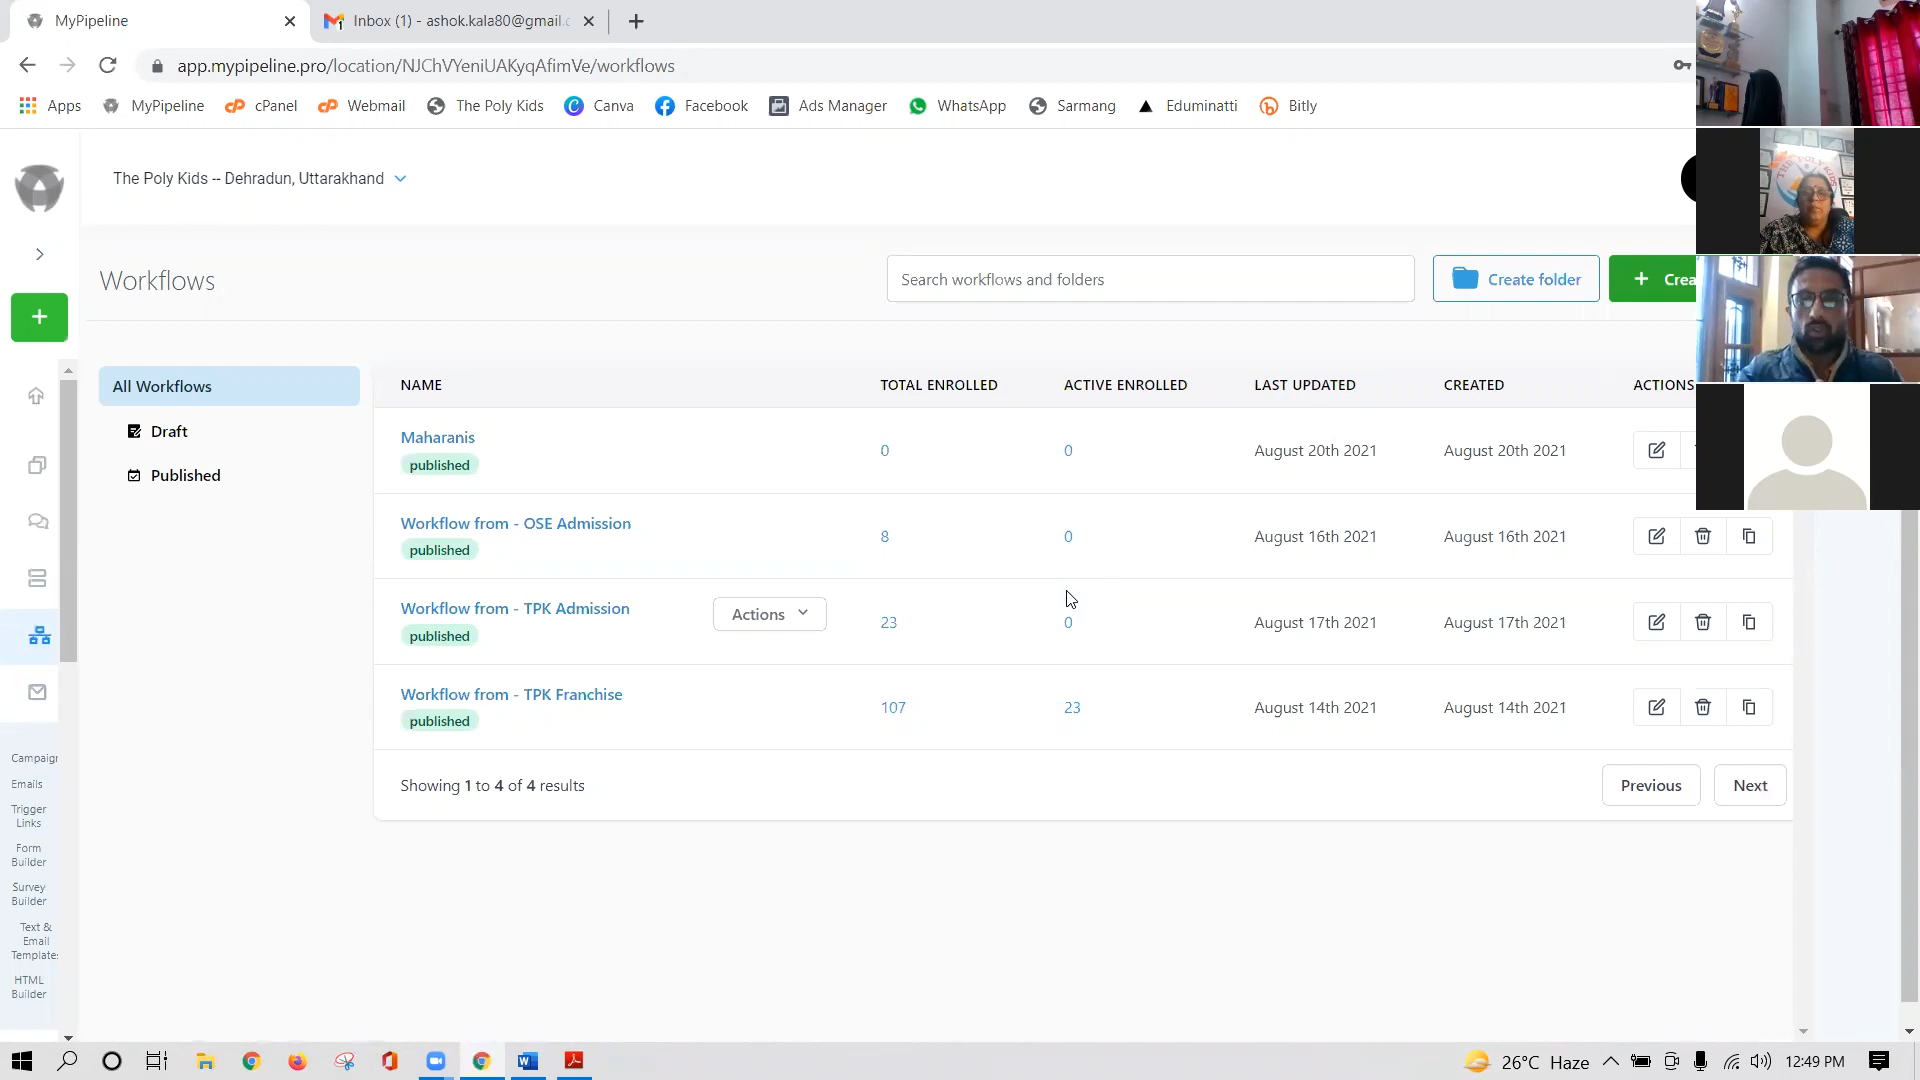 MyPipeline
Inbox (1) - ashok.kala80@gmail.c
app.mypipeline.pro/location/NJChVYeniUAKyqAfimVe/workflows
Apps MyPipeline cPanel Webmail The Poly Kids Canva Facebook Ads Manager WhatsApp Sarmang Eduminatti Bitly
The Poly Kids -- Dehradun, Uttarakhand
Workflows
Search workflows and folders
Create folder
+ Crea
All Workflows
Draft
Published
NAME TOTAL ENROLLED ACTIVE ENROLLED LAST UPDATED CREATED ACTIONS
Maharanis
published
0 0 August 20th 2021 August 20th 2021
Workflow from - OSE Admission
published
8 0 August 16th 2021 August 16th 2021
Workflow from - TPK Admission
published
Actions
23 0 August 17th 2021 August 17th 2021
Workflow from - TPK Franchise
published
107 23 August 14th 2021 August 14th 2021
Showing 1 to 4 of 4 results
Previous Next
Campaign
Emails
Trigger
Links
Form
Builder
Survey
Builder
Text &
Email
Templates
HTML
Builder
THE POLY KIDS
26°C Haze
12:49 PM